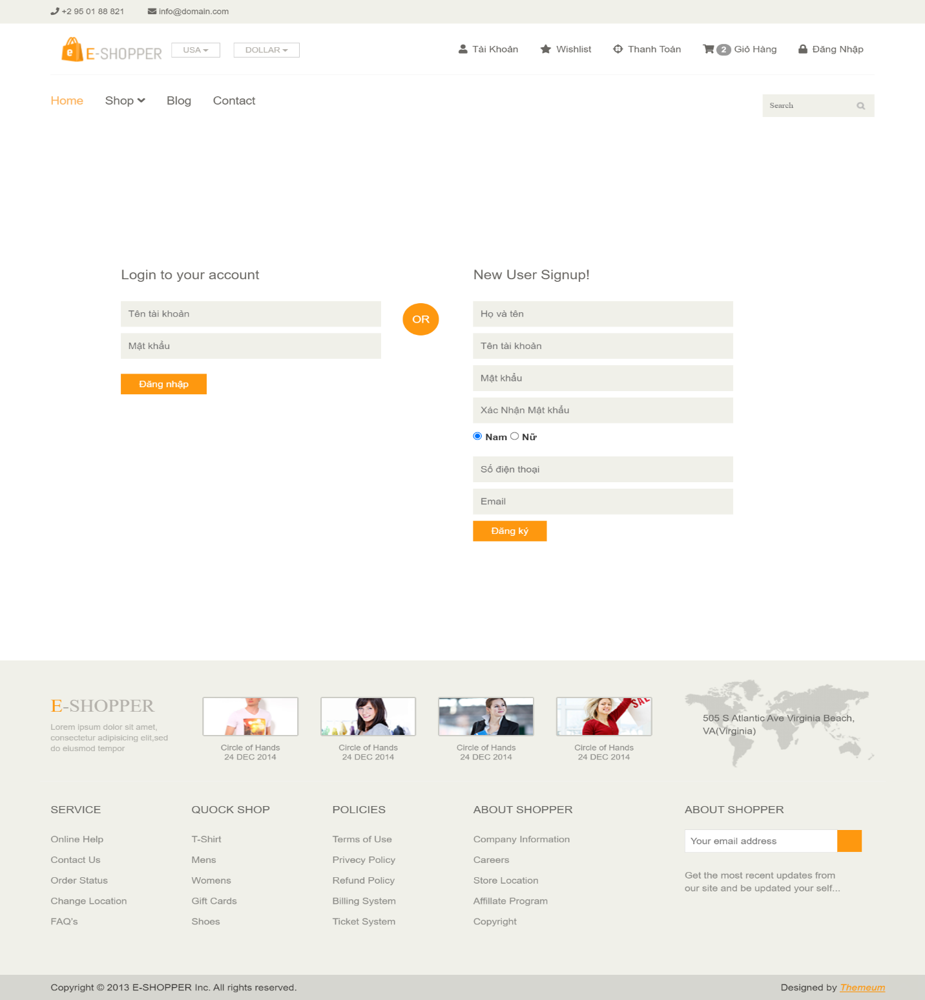 +2 95 01 88 821
info@domain.com
E-SHOPPER
USA
DOLLAR
Tài Khoản
Wishlist
Thanh Toán
2 Giỏ Hàng
Đăng Nhập
Home
Shop
Blog
Contact
Search
Login to your account
Tên tài khoản
Mật khẩu
Đăng nhập
OR
New User Signup!
Họ và tên
Tên tài khoản
Mật khẩu
Xác Nhận Mật khẩu
Nam Nữ
Số điện thoại
Email
Đăng ký
E-SHOPPER
Lorem ipsum dolor sit amet,
consectetur adipisicing elit,sed
do eiusmod tempor
Circle of Hands
24 DEC 2014
Circle of Hands
24 DEC 2014
Circle of Hands
24 DEC 2014
SALE
Circle of Hands
24 DEC 2014
505 S Atlantic Ave Virginia Beach,
VA(Virginia)
SERVICE
Online Help
Contact Us
Order Status
Change Location
FAQ's
QUOCK SHOP
T-Shirt
Mens
Womens
Gift Cards
Shoes
POLICIES
Terms of Use
Privecy Policy
Refund Policy
Billing System
Ticket System
ABOUT SHOPPER
Company Information
Careers
Store Location
Affillate Program
Copyright
ABOUT SHOPPER
Your email address
Get the most recent updates from
our site and be updated your self...
Copyright © 2013 E-SHOPPER Inc. All rights reserved.
Designed by Themeum